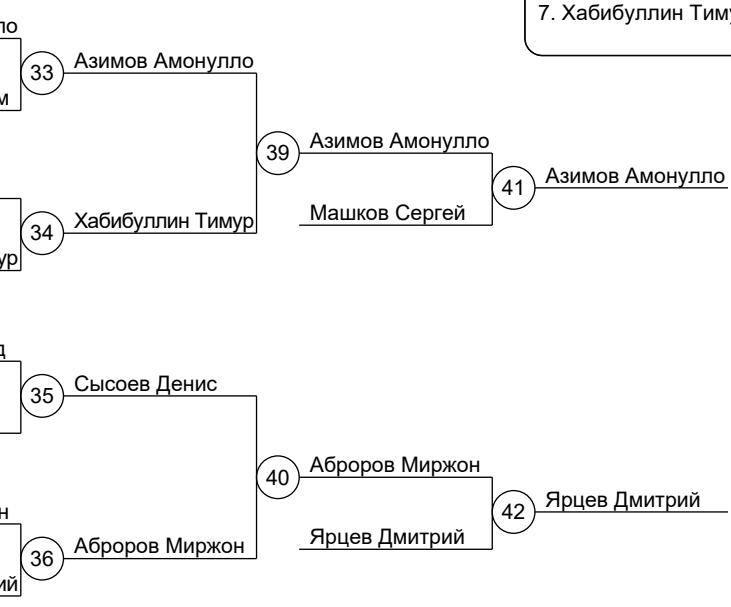 7. Хабибуллин
33
Азимов Амонулло
39
Азимов Амонулло
41
Азимов Амонулло
Машков Сергей
34
Хабибуллин Тимур
35
Сысоев Денис
40
Аброров Миржон
42
Ярцев Дмитрий
Ярцев Дмитрий
36
Аброров Миржон